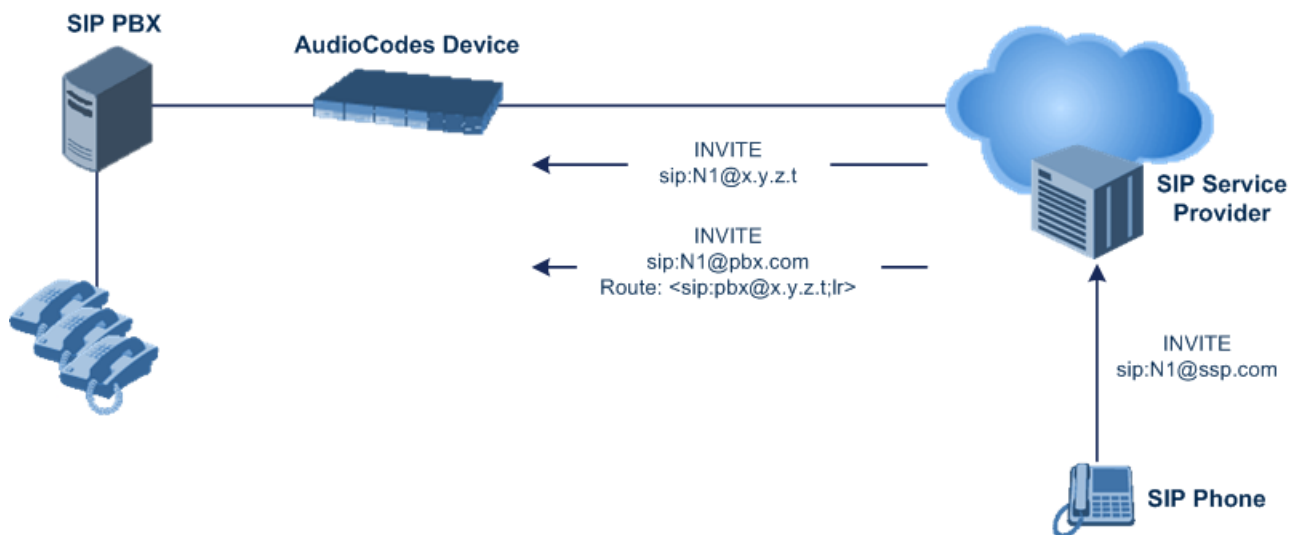 SIP PBX
AudioCodes Device
INVITE
sip:N1@x.y.z.t
SIP Service
Provider
INVITE
sip:N1@pbx.com
Route: <sip:pbx@x.y.z.t;lr>
INVITE
sip:N1@ssp.com
SIP Phone